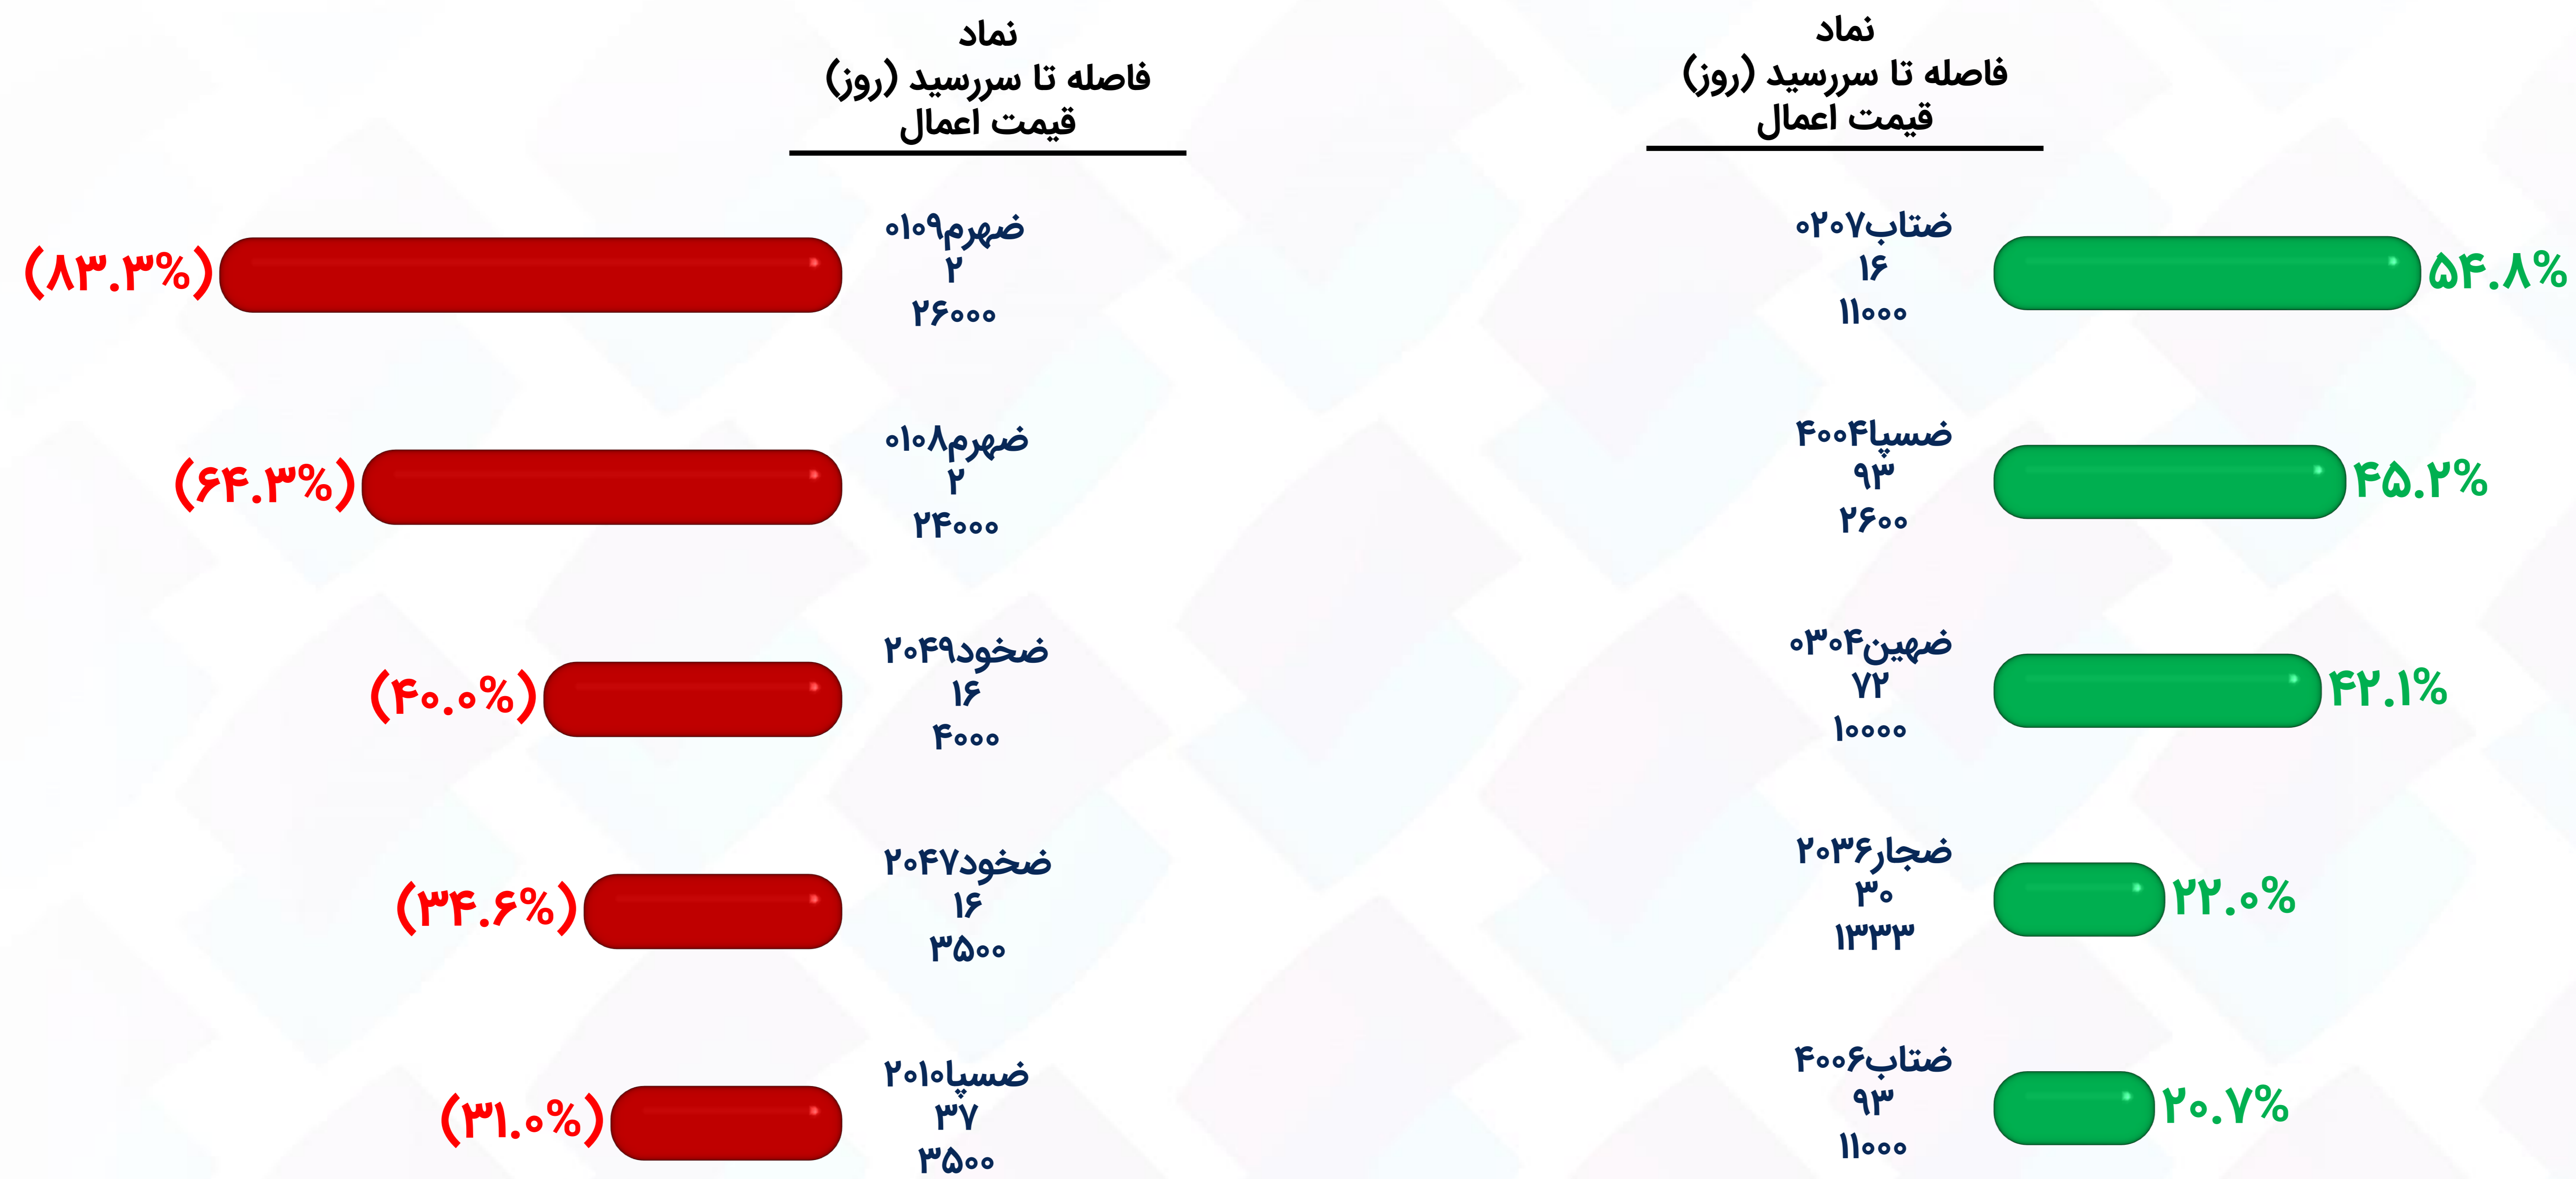 نماد
فاصله تا سررسید (روز)
قیمت اعمال
ضتاب۰۲۰۷
۱۶
۱۱۰۰۰
۵۴.۸%
ضسپا۴۰۰۴
۹۳
۲۶۰۰
۴۵.۲%
ضهین۰۳۰۴
۷۲
۱۰۰۰۰
۴۲.۱%
ضجار۲۰۳۶
۳۰
۱۳۳۳
۲۲.۰%
ضتاب۴۰۰۶
۹۳
۱۱۰۰۰
۲۰.۷%
نماد
فاصله تا سررسید (روز)
قیمت اعمال
ضهرم۰۱۰۹
۲
۲۶۰۰۰
(۸۳.۳%)
ضهرم۰۱۰۸
۲
۲۴۰۰۰
(۶۴.۳%)
ضخود۲۰۴۹
۱۶
۴۰۰۰
(۴۰.۰%)
ضخود۲۰۴۷
۱۶
۳۵۰۰
(۳۴.۶%)
ضسپا۲۰۱۰
۳۷
۳۵۰۰
(۳۱.۰%)